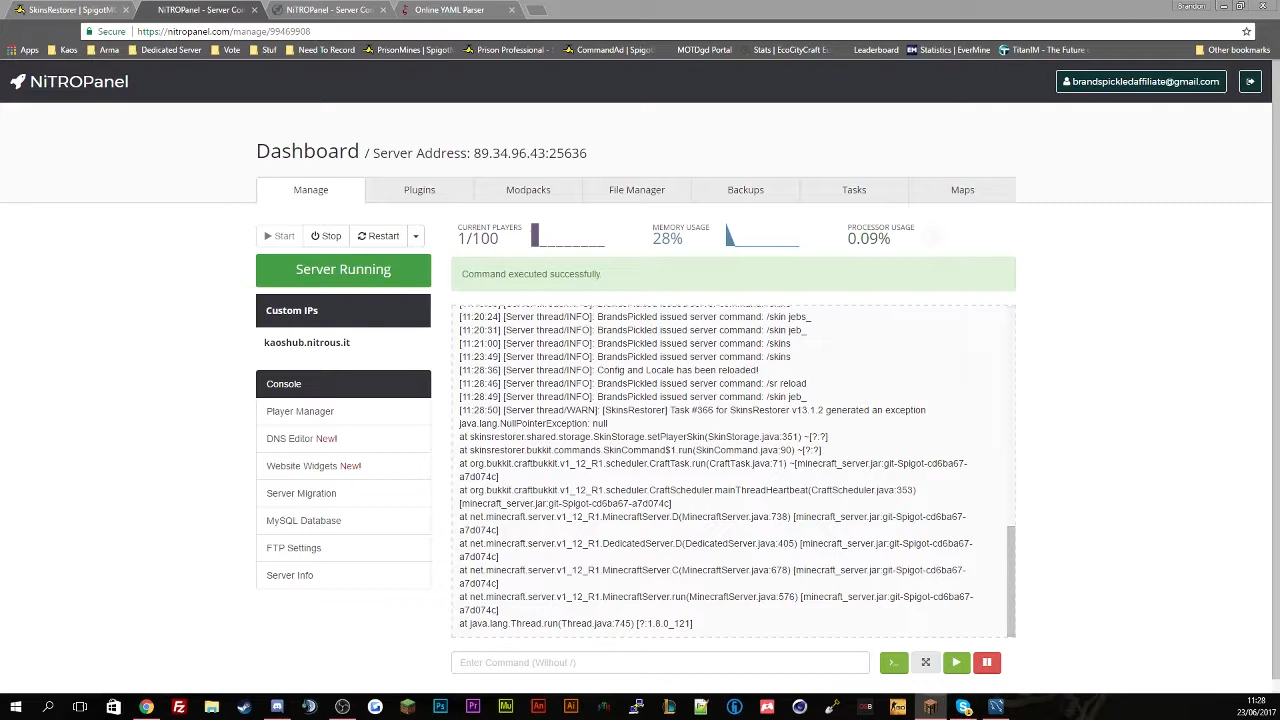 SkinsRestorer | SpigotMC
NiTROPanel - Server Con
NiTROPanel - Server Con
Online YAML Parser
Brandon
Secure
https://nitropanel.com/manage/99469908
Apps
Kaos
Arma
Dedicated Server
Vote
Stuf
Need To Record
PrisonMines | Spigot
Prison Professional - S
CommandAd | Spigot
MOTDgd Portal
Stats | EcoCityCraft E
Leaderboard
Statistics | EverMine
TitanIM - The Future
Other bookmarks
NiTROPanel
brandspickledaffiliate@gmail.com
Dashboard / Server Address: 89.34.96.43:25636
Manage
Plugins
Modpacks
File Manager
Backups
Tasks
Maps
Start
Stop
Restart
CURRENT PLAYERS
1/100
MEMORY USAGE
28%
PROCESSOR USAGE
0.09%
Server Running
Command executed successfully.
Custom IPs
kaoshub.nitrous.it
Console
Player Manager
DNS Editor New!
Website Widgets New!
Server Migration
MySQL Database
FTP Settings
Server Info
[11:20:24] [Server thread/INFO]: BrandsPickled issued server command: /skin jebs_
[11:20:31] [Server thread/INFO]: BrandsPickled issued server command: /skin jeb_
[11:21:00] [Server thread/INFO]: BrandsPickled issued server command: /skins
[11:23:49] [Server thread/INFO]: BrandsPickled issued server command: /skins
[11:28:36] [Server thread/INFO]: Config and Locale has been reloaded!
[11:28:46] [Server thread/INFO]: BrandsPickled issued server command: /sr reload
[11:28:49] [Server thread/INFO]: BrandsPickled issued server command: /skin jeb_
[11:28:50] [Server thread/WARN]: [SkinsRestorer] Task #366 for SkinsRestorer v13.1.2 generated an exception
java.lang.NullPointerException: null
at skinsrestorer.shared.storage.SkinStorage.setPlayerSkin(SkinStorage.java:351) ~[?:?]
at skinsrestorer.bukkit.commands.SkinCommand$1.run(SkinCommand.java:90) ~[?:?]
at org.bukkit.craftbukkit.v1_12_R1.scheduler.CraftTask.run(CraftTask.java:71) ~[minecraft_server.jar:git-Spigot-cd6ba67-
a7d074c]
at org.bukkit.craftbukkit.v1_12_R1.scheduler.CraftScheduler.mainThreadHeartbeat(CraftScheduler.java:353)
[minecraft_server.jar:git-Spigot-cd6ba67-a7d074c]
at net.minecraft.server.v1_12_R1.MinecraftServer.D(MinecraftServer.java:738) [minecraft_server.jar:git-Spigot-cd6ba67-
a7d074c]
at net.minecraft.server.v1_12_R1.DedicatedServer.D(DedicatedServer.java:405) [minecraft_server.jar:git-Spigot-cd6ba67-
a7d074c]
at net.minecraft.server.v1_12_R1.MinecraftServer.C(MinecraftServer.java:678) [minecraft_server.jar:git-Spigot-cd6ba67-
a7d074c]
at net.minecraft.server.v1_12_R1.MinecraftServer.run(MinecraftServer.java:576) [minecraft_server.jar:git-Spigot-cd6ba67-
a7d074c]
at java.lang.Thread.run(Thread.java:745) [?:1.8.0_121]
Enter Command (Without /)
Ps
Pr
Mu
An
Ai
OSB
GO
11:28
23/06/2017